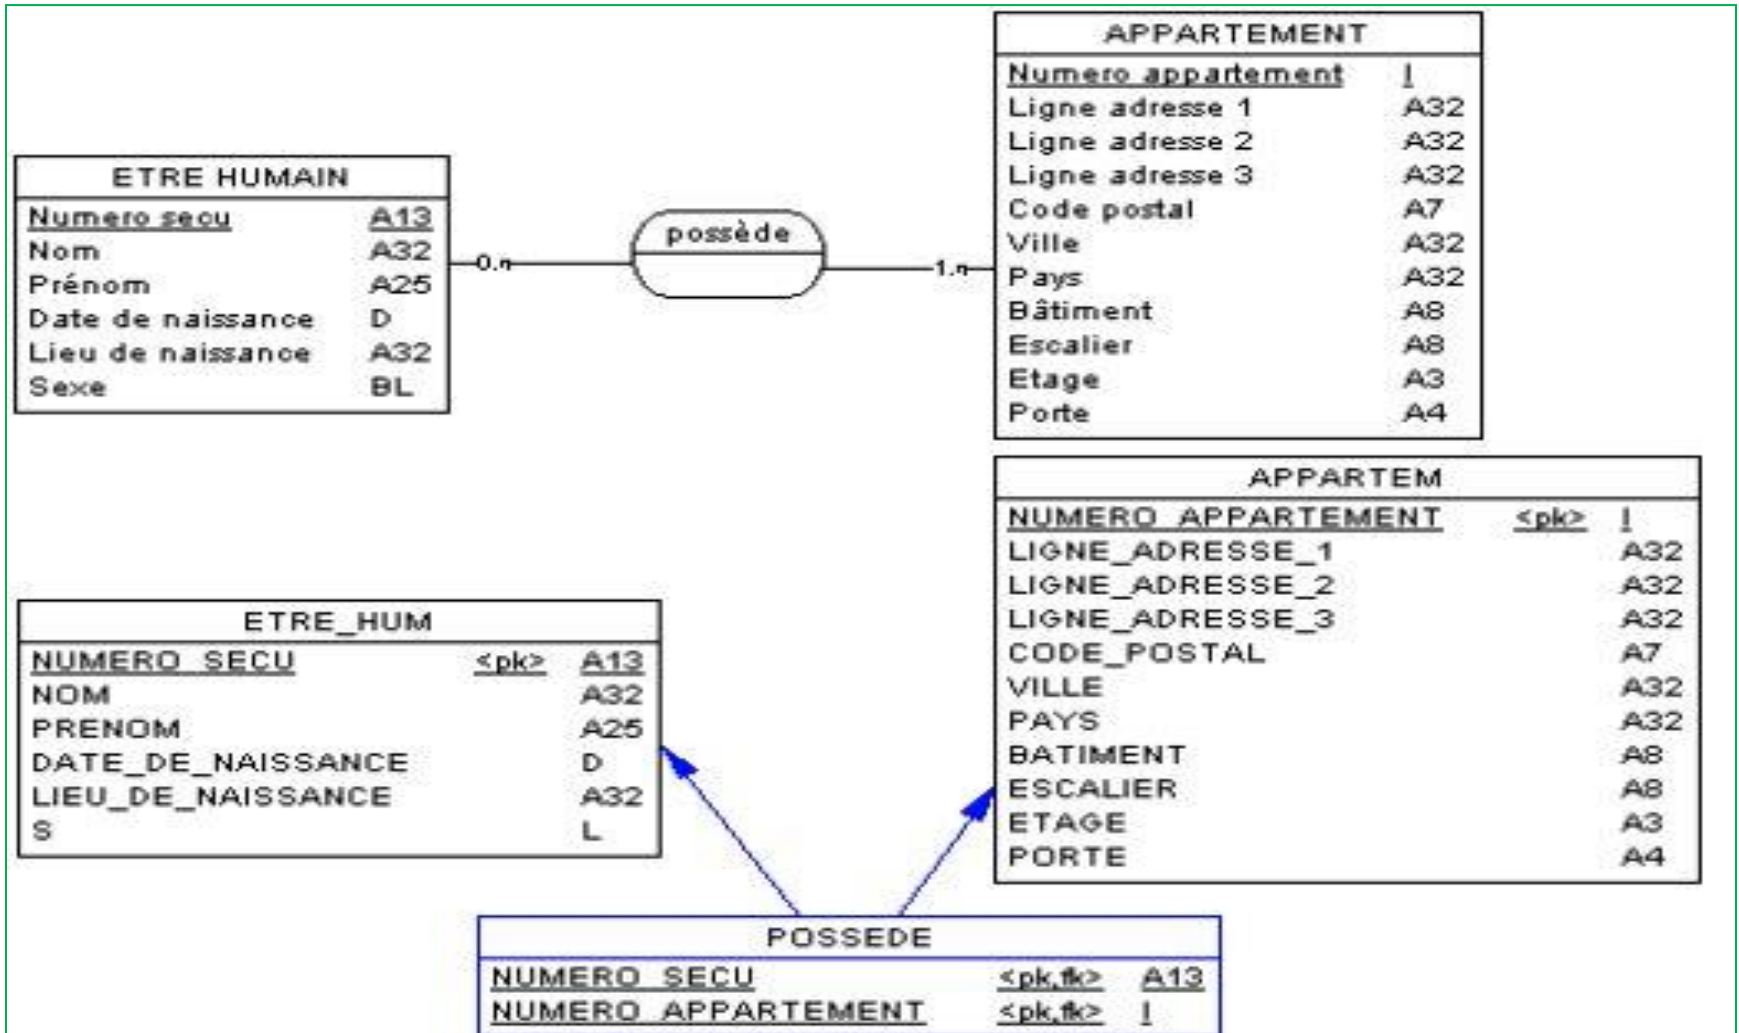 APPARTEMENT
Numero appartement I
Ligne adresse 1 A32
Ligne adresse 2 A32
Ligne adresse 3 A32
Code postal A7
Ville A32
Pays A32
Bâtiment A8
Escalier A8
Etage A3
Porte A4
ETRE HUMAIN
Numero secu A13
Nom A32
Prénom A25
Date de naissance D
Lieu de naissance A32
Sexe BL
0.n
possède
1.n
APPARTEM
NUMERO_APPARTEMENT <pk> I
LIGNE_ADRESSE_1 A32
LIGNE_ADRESSE_2 A32
LIGNE_ADRESSE_3 A32
CODE_POSTAL A7
VILLE A32
PAYS A32
BATIMENT A8
ESCALIER A8
ETAGE A3
PORTE A4
ETRE_HUM
NUMERO_SECU <pk> A13
NOM A32
PRENOM A25
DATE_DE_NAISSANCE D
LIEU_DE_NAISSANCE A32
S L
POSSEDE
NUMERO_SECU <pk,fk> A13
NUMERO_APPARTEMENT <pk,fk> I